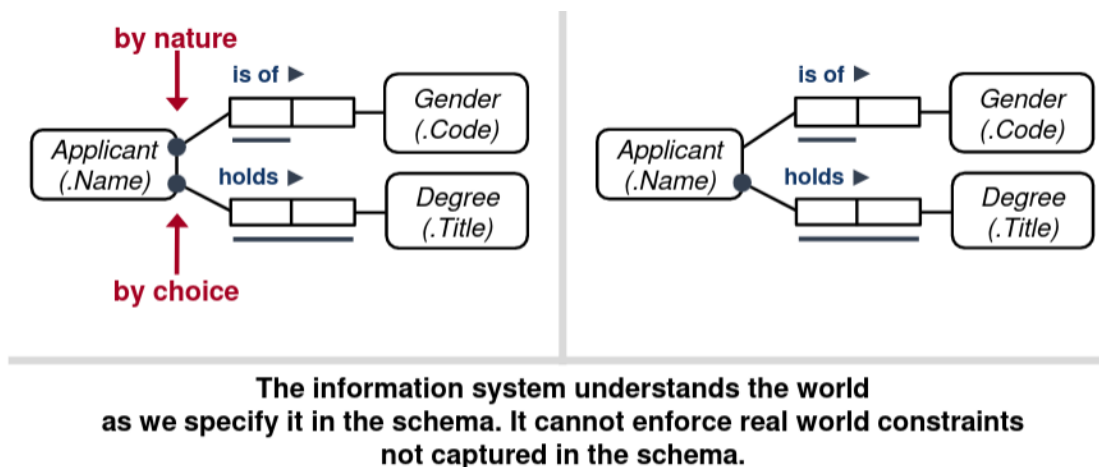 by nature
is of ►
Gender
(.Code)
Applicant
(.Name)
holds ►
Degree
(.Title)
by choice
is of ►
Gender
(.Code)
Applicant
(.Name)
holds ►
Degree
(.Title)
The information system understands the world
as we specify it in the schema. It cannot enforce real world constraints
not captured in the schema.